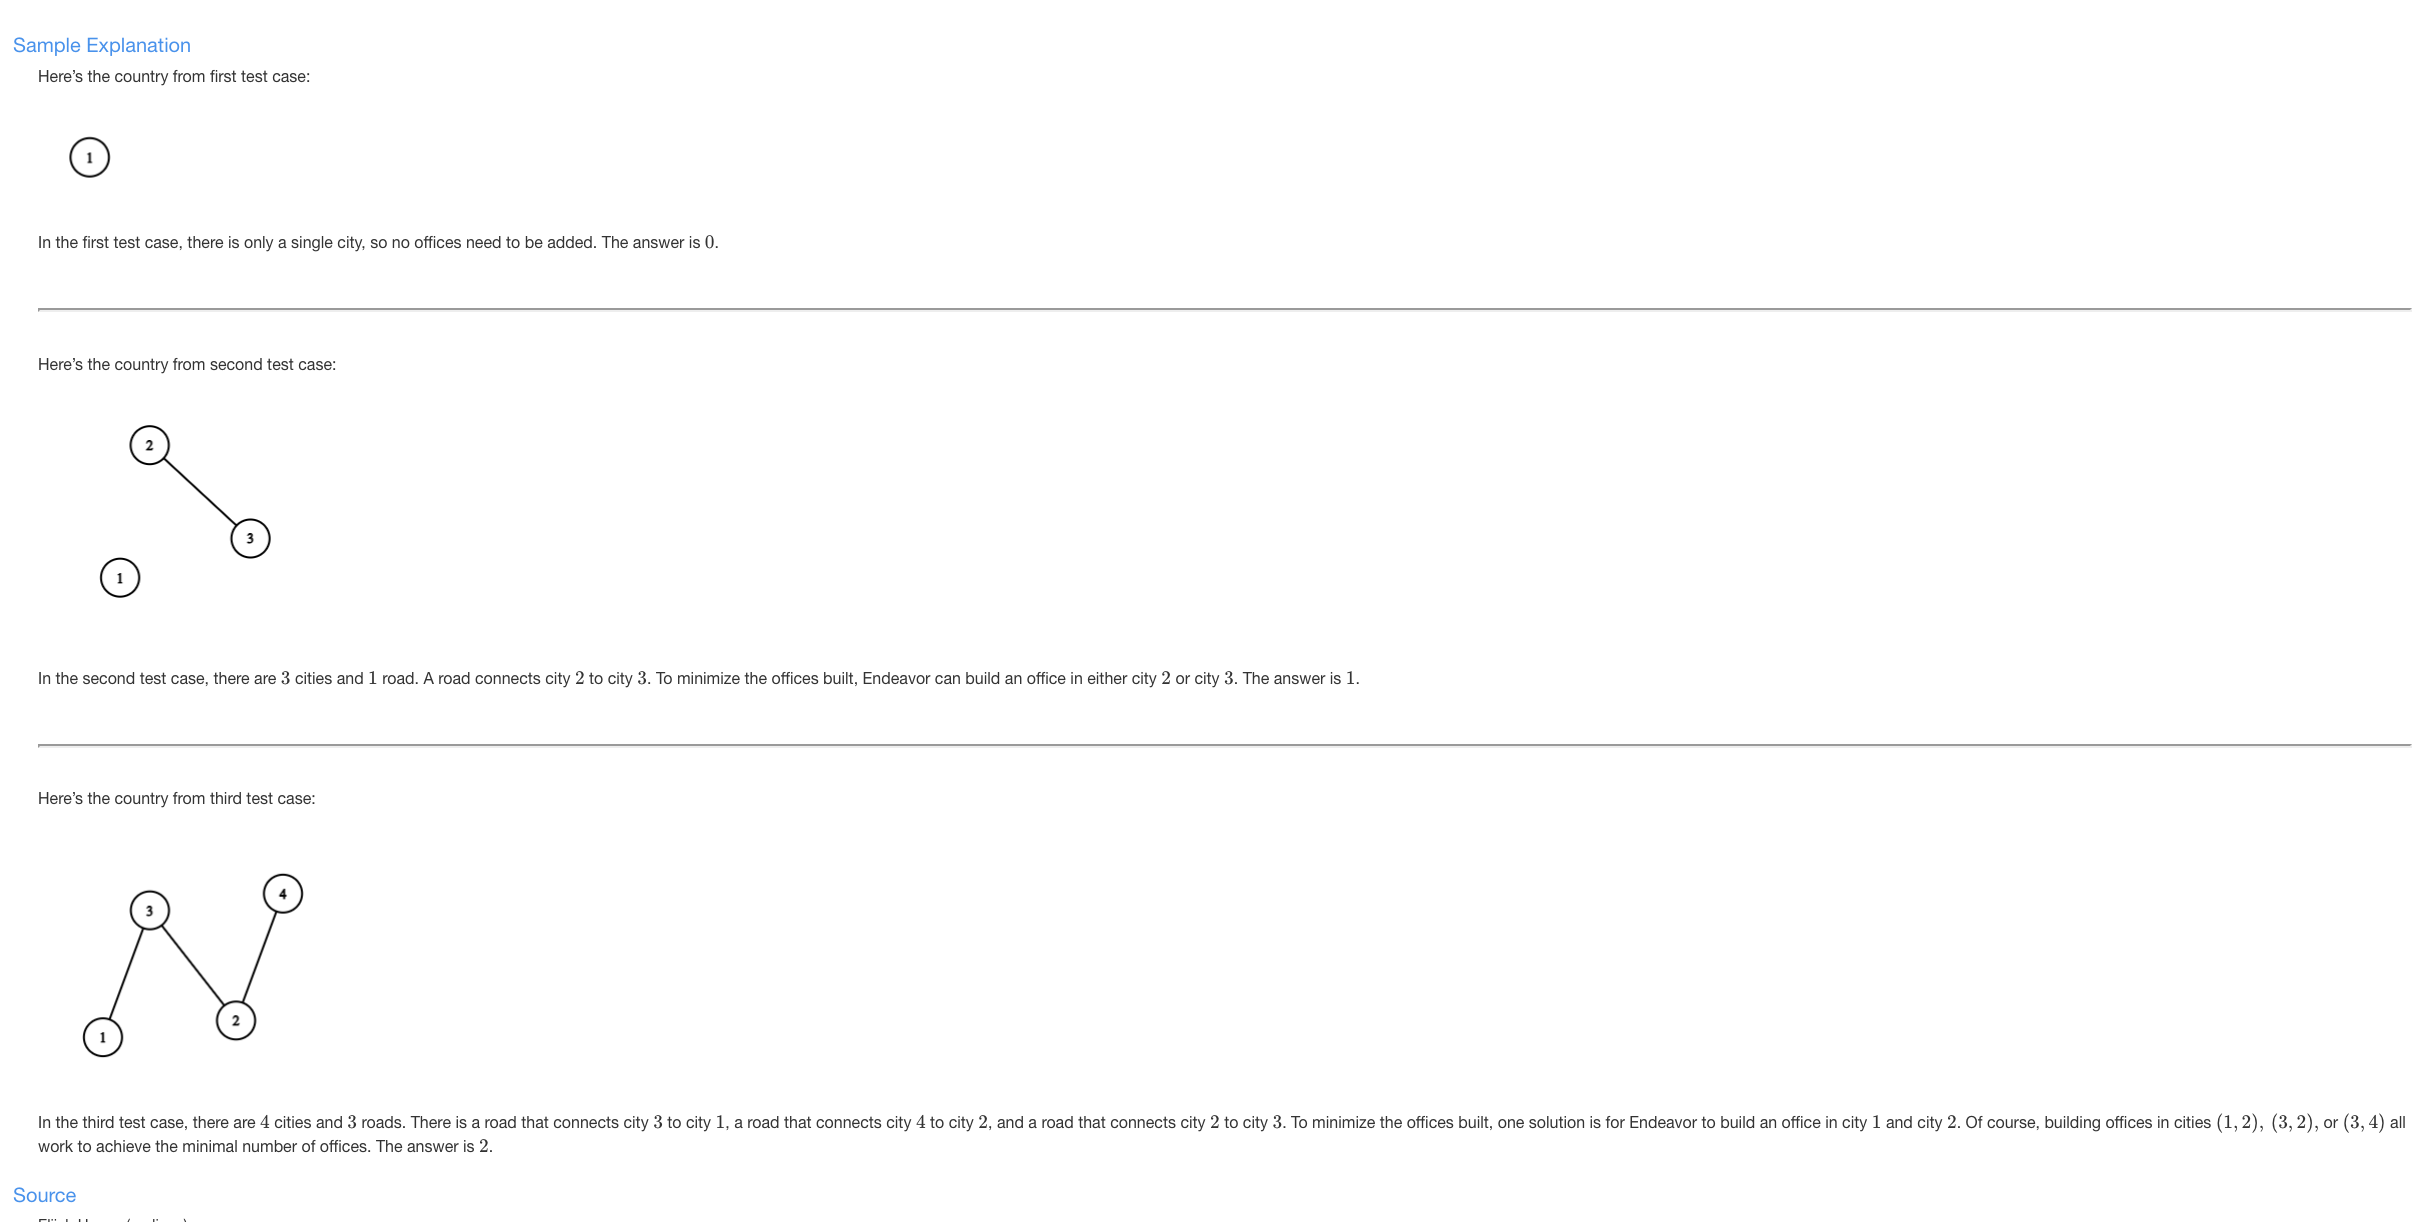 Sample Explanation
Here’s the country from first test case:
1
In the first test case, there is only a single city, so no offices need to be added. The answer is 0.
Here’s the country from second test case:
2
3
1
In the second test case, there are 3 cities and 1 road. A road connects city 2 to city 3. To minimize the offices built, Endeavor can build an office in either city 2 or city 3. The answer is 1.
Here’s the country from third test case:
4
3
2
1
In the third test case, there are 4 cities and 3 roads. There is a road that connects city 3 to city 1, a road that connects city 4 to city 2, and a road that connects city 2 to city 3. To minimize the offices built, one solution is for Endeavor to build an office in city 1 and city 2. Of course, building offices in cities (1, 2), (3, 2), or (3, 4) all
work to achieve the minimal number of offices. The answer is 2.
Source